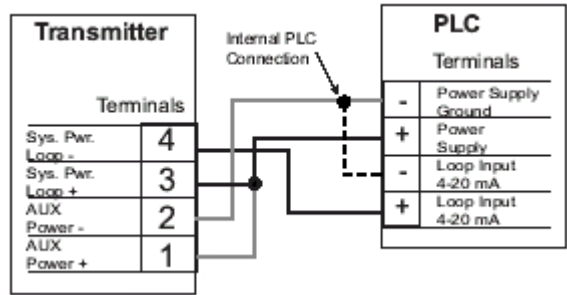 Transmitter
Terminals
Sys. Pwr.
Loop -
4
Sys. Pwr.
Loop +
3
AUX
Power -
2
AUX
Power +
1
Internal PLC
Connection
PLC
Terminals
-
Power Supply
Ground
+
Power
Supply
-
Loop Input
4-20 mA
+
Loop Input
4-20 mA